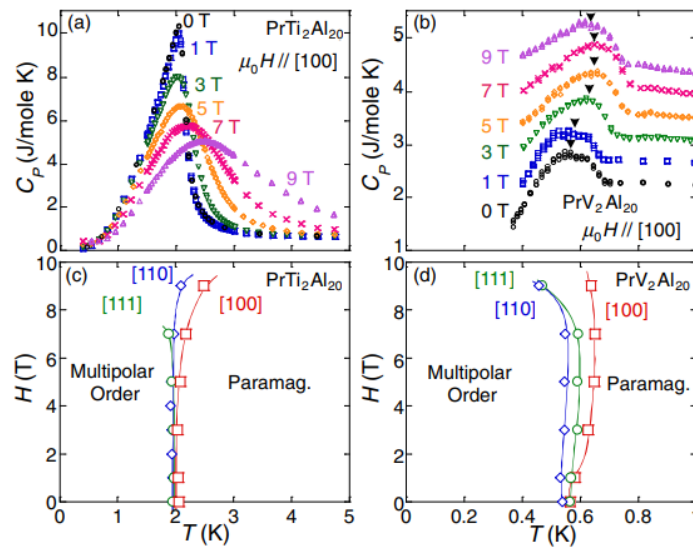 (a)
0 T
1 T
3 T
5 T
7 T
9 T
PrTi₂Al₂₀
μ₀H // [100]
C_P (J/mole K)
10
8
6
4
2
0
(b)
9 T
7 T
5 T
3 T
1 T
0 T
PrV₂Al₂₀
μ₀H // [100]
C_P (J/mole K)
5
4
3
2
1
(c)
[110]
PrTi₂Al₂₀
[111]
[100]
Multipolar
Order
Paramag.
H (T)
10
8
6
4
2
0
0 1 2 3 4 5
T (K)
(d)
[111]
PrV₂Al₂₀
[110]
[100]
Multipolar
Order
Paramag.
H (T)
10
8
6
4
2
0
0 0.2 0.4 0.6 0.8 1
T (K)